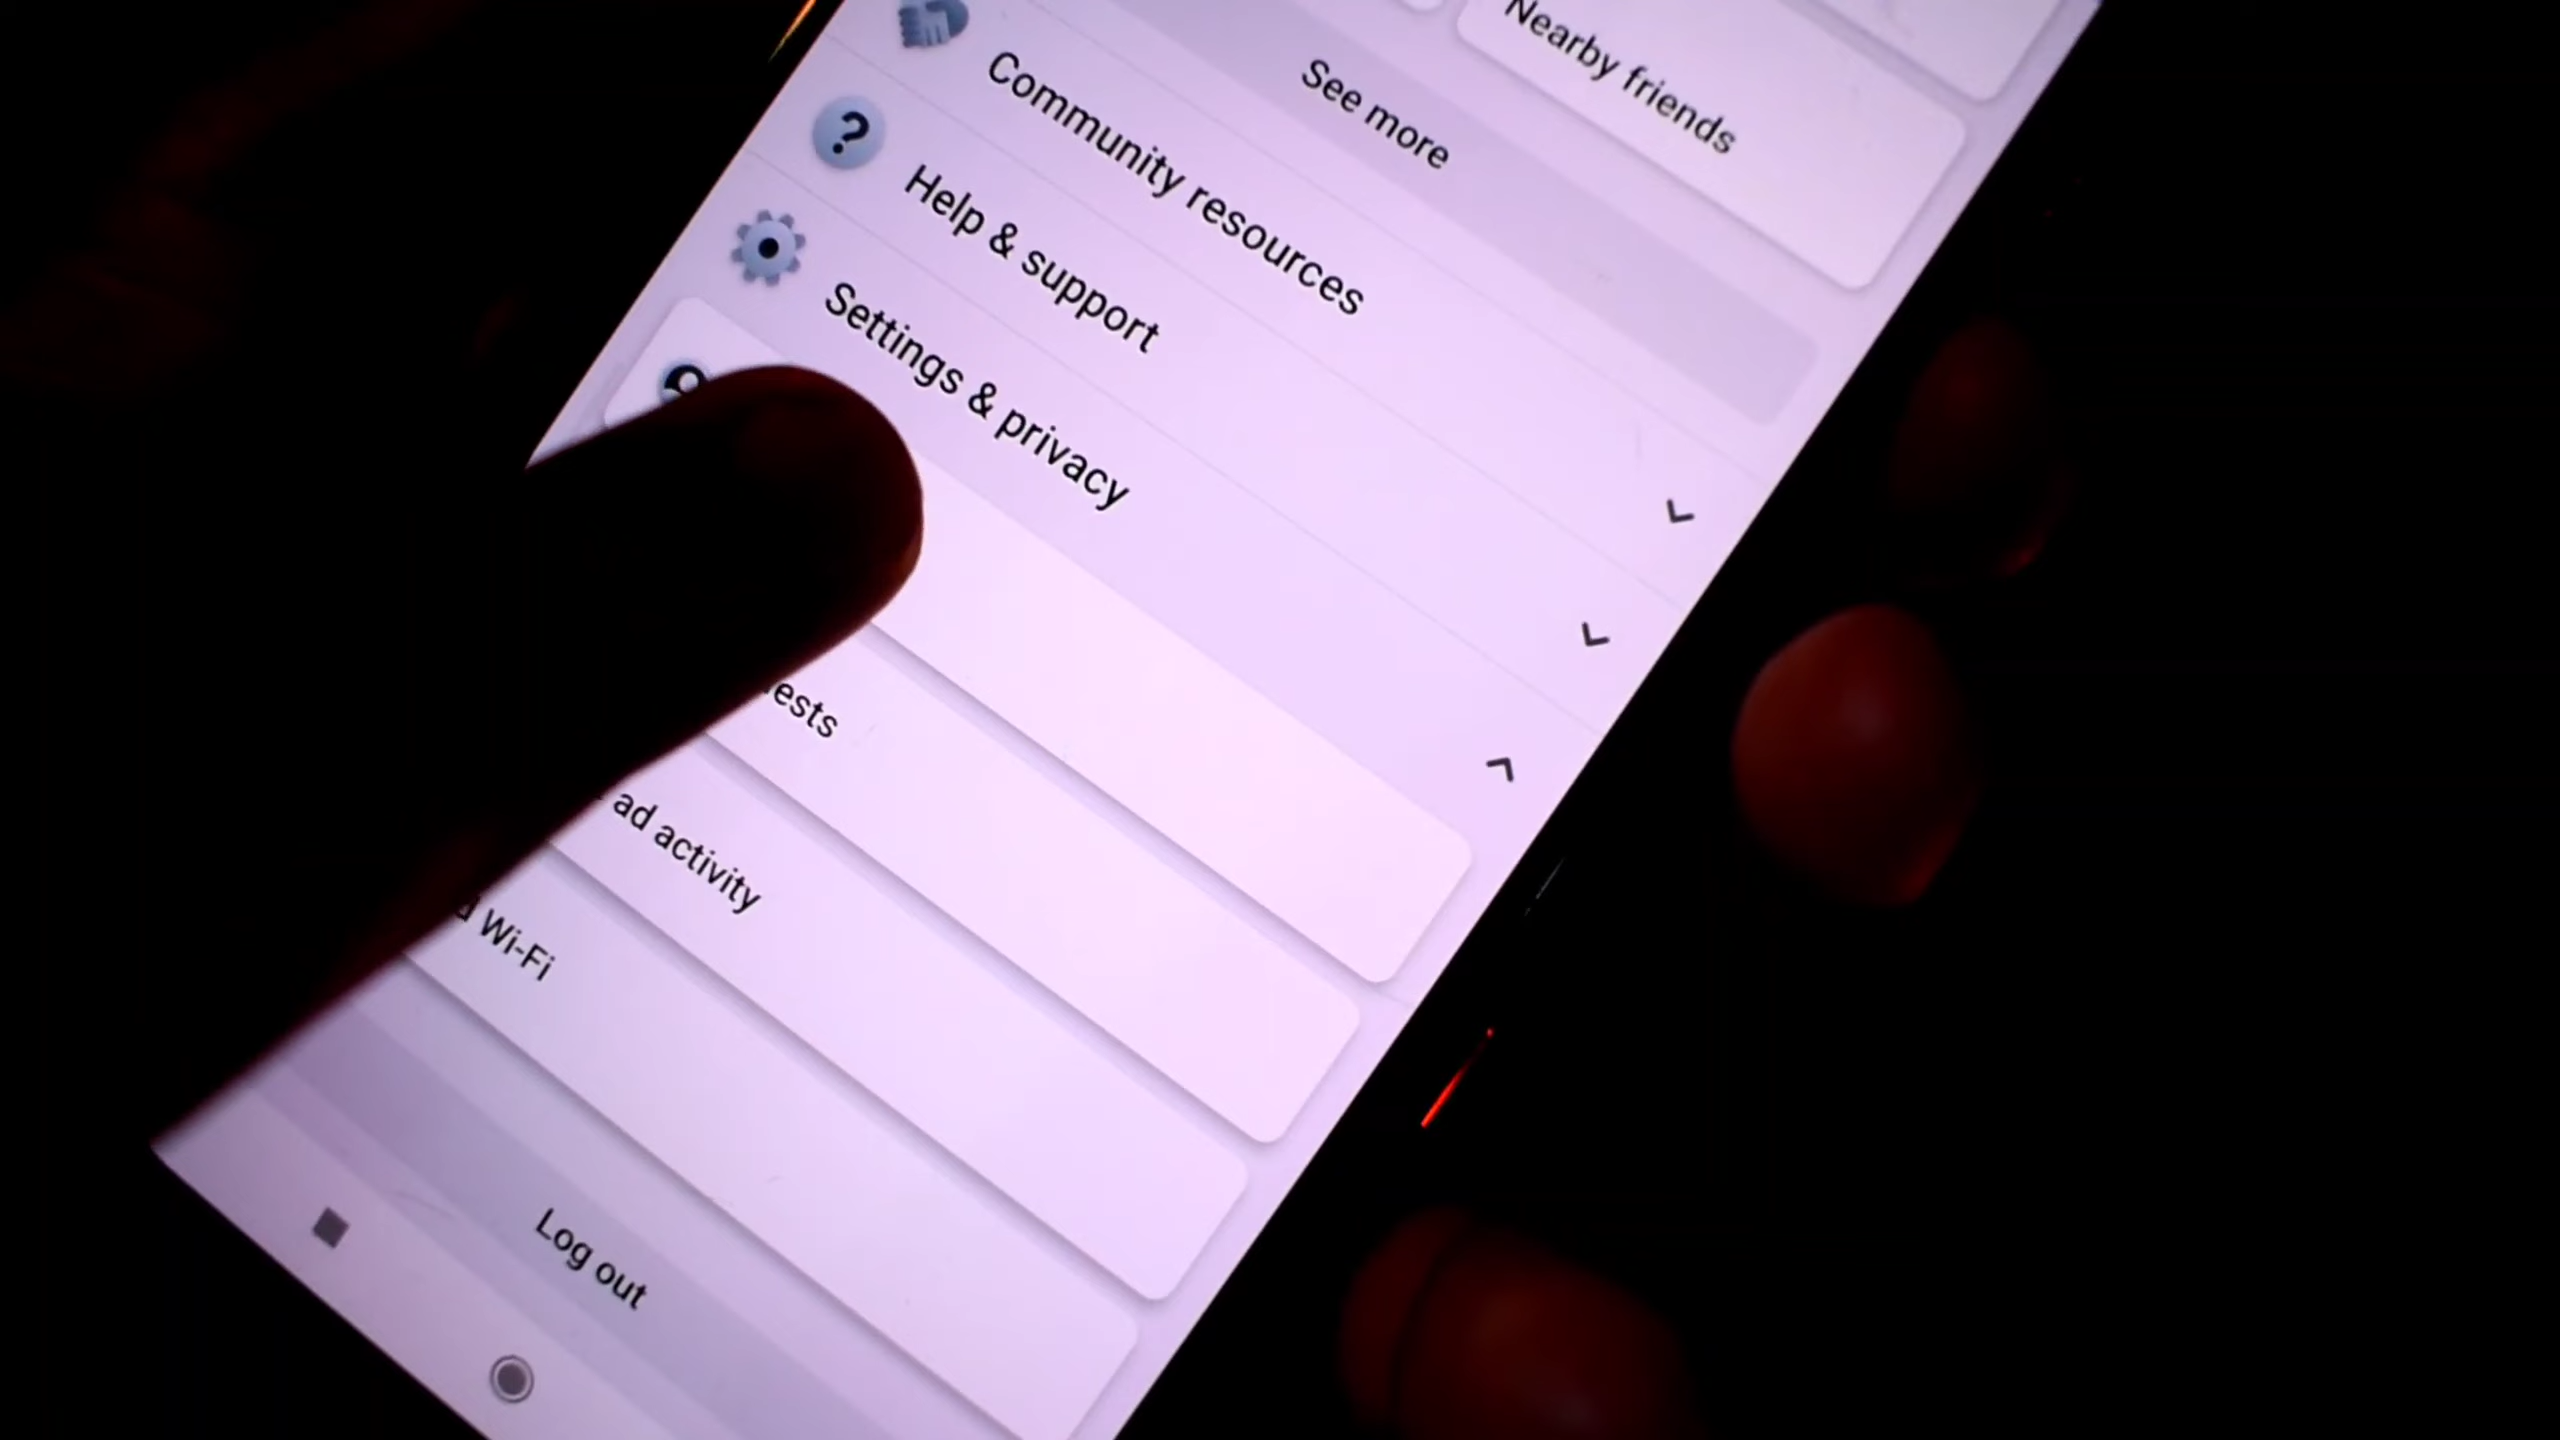 Nearby friends
See more
Community resources
Help & support
Settings & privacy
ests
ad activity
Wi-Fi
Log out